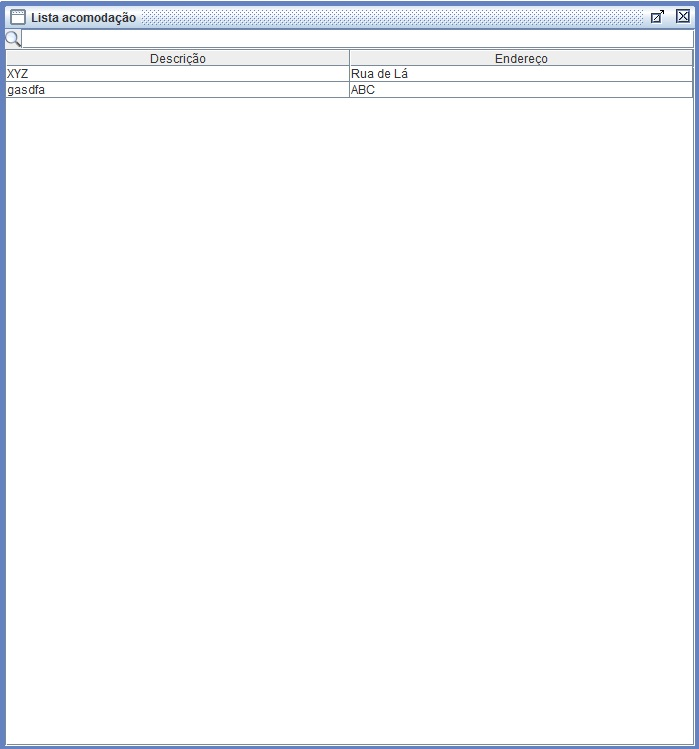 Lista acomodação
Descrição Endereço
XYZ Rua de Lá
gasdfa ABC